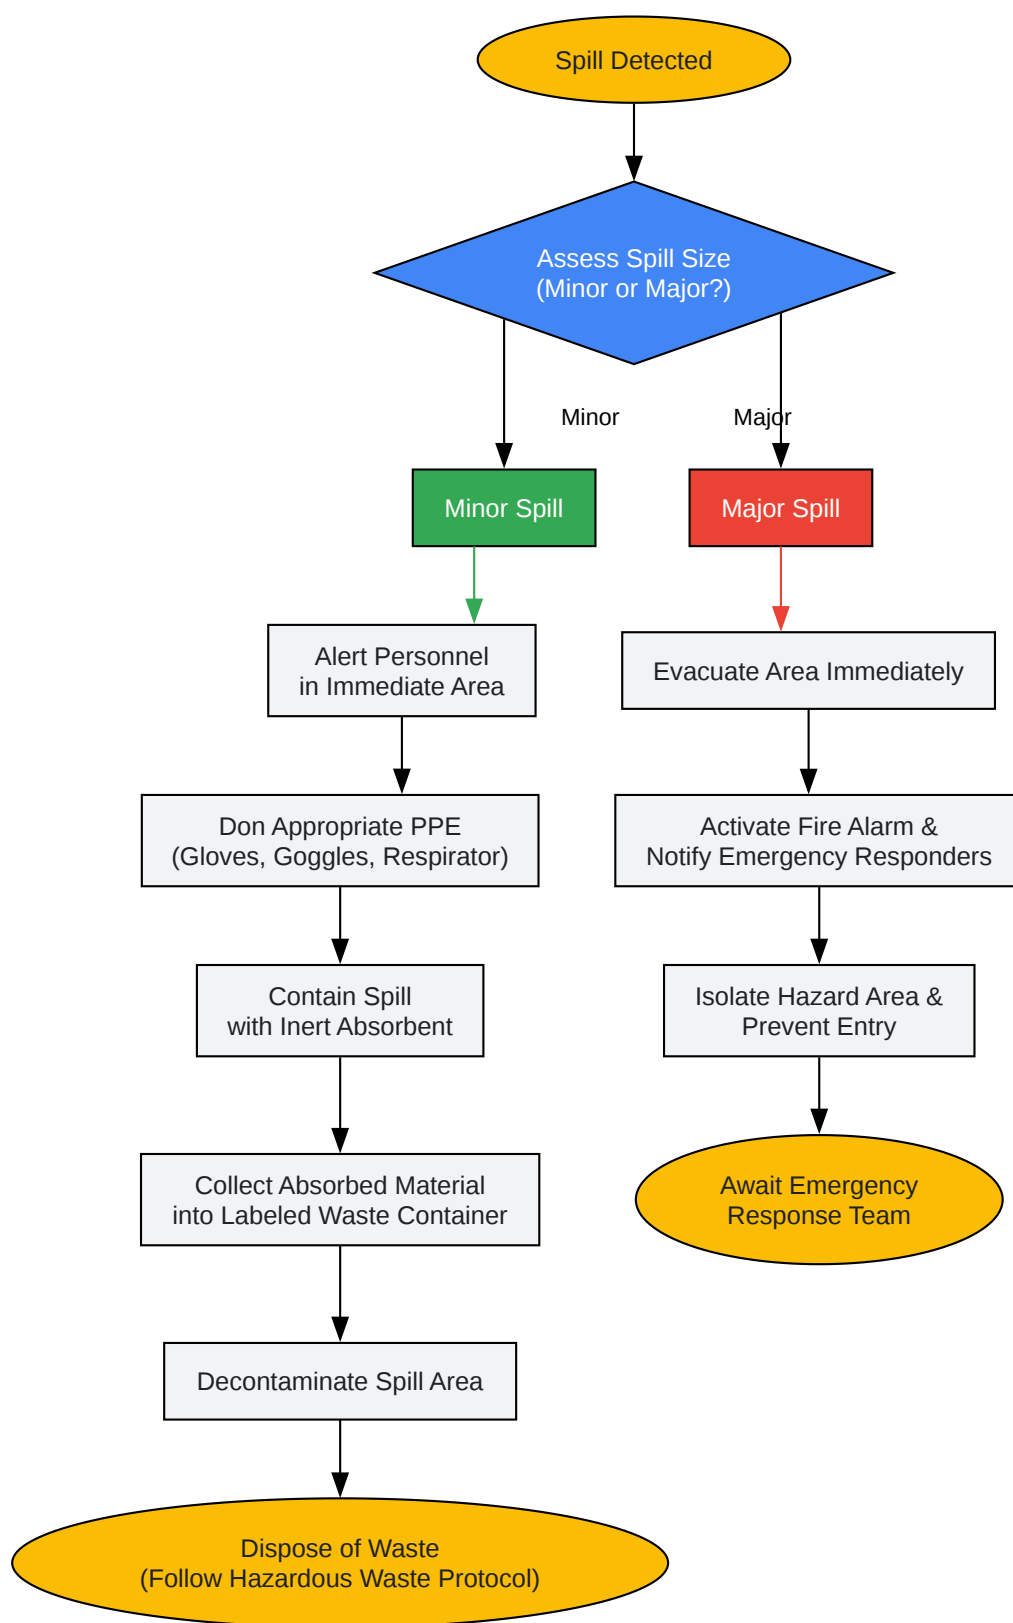 Spill Detected
Assess Spill Size
(Minor or Major?)
Minor
Major
Minor Spill
Major Spill
Alert Personnel
in Immediate Area
Evacuate Area Immediately
Don Appropriate PPE
(Gloves, Goggles, Respirator)
Activate Fire Alarm &
Notify Emergency Responders
Contain Spill
with Inert Absorbent
Isolate Hazard Area &
Prevent Entry
Collect Absorbed Material
into Labeled Waste Container
Await Emergency
Response Team
Decontaminate Spill Area
Dispose of Waste
(Follow Hazardous Waste Protocol)